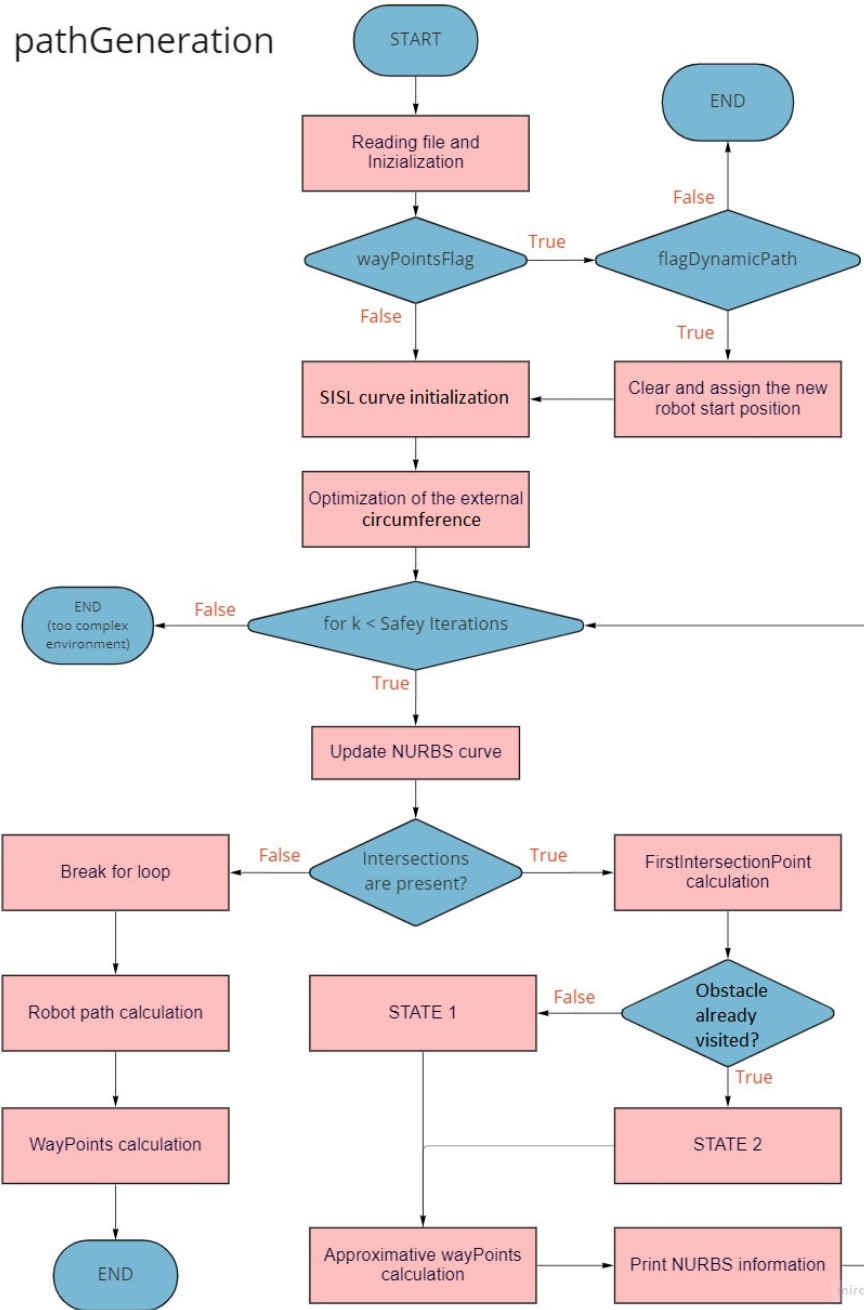 pathGeneration
START
END
Reading file and
Inizialization
False
wayPointsFlag
True
flagDynamicPath
False
True
SISL curve initialization
Clear and assign the new
robot start position
Optimization of the external
circumference
END
(too complex
environment)
False
for k < Safey Iterations
True
Update NURBS curve
Break for loop
False
Intersections
are present?
True
FirstIntersectionPoint
calculation
Robot path calculation
STATE 1
False
Obstacle
already
visited?
True
WayPoints calculation
STATE 2
END
Approximative wayPoints
calculation
Print NURBS information
miro